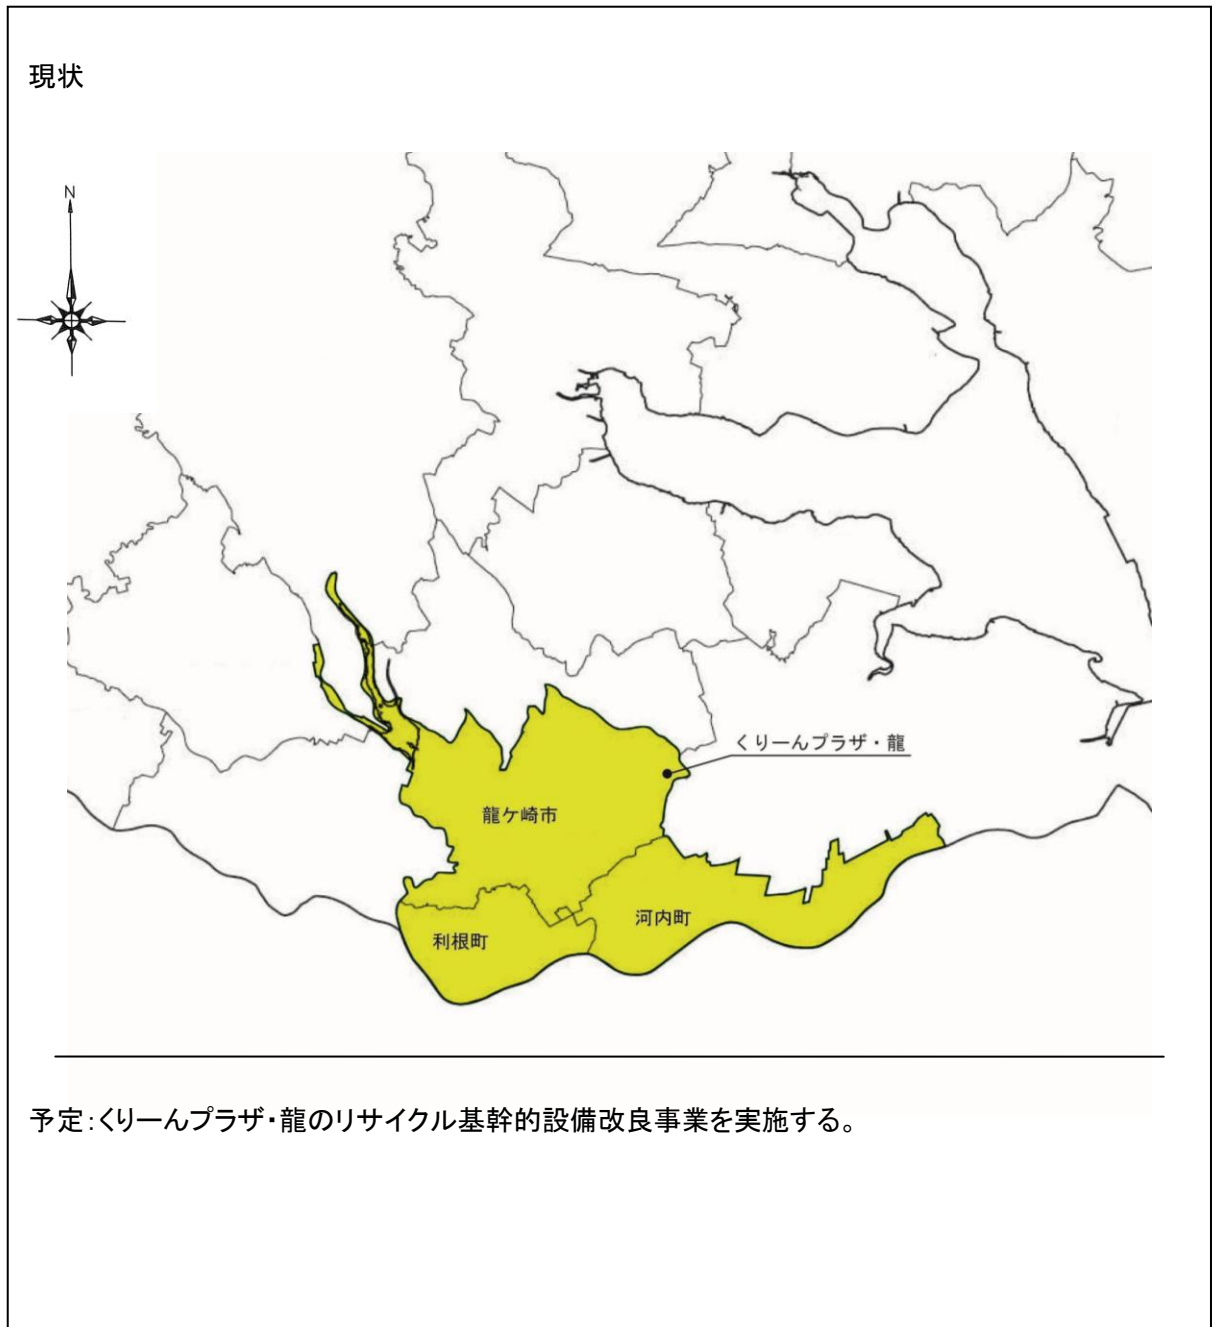 現状
N
くりーんプラザ・龍
龍ケ崎市
河内町
利根町
予定：くりーんプラザ・龍のリサイクル基幹的設備改良事業を実施する。